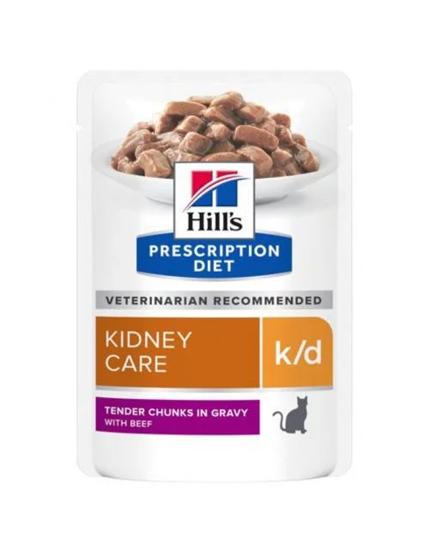 Hill's
PRESCRIPTION
DIET
VETERINARIAN RECOMMENDED
KIDNEY
CARE
k/d
TENDER CHUNKS IN GRAVY
WITH BEEF